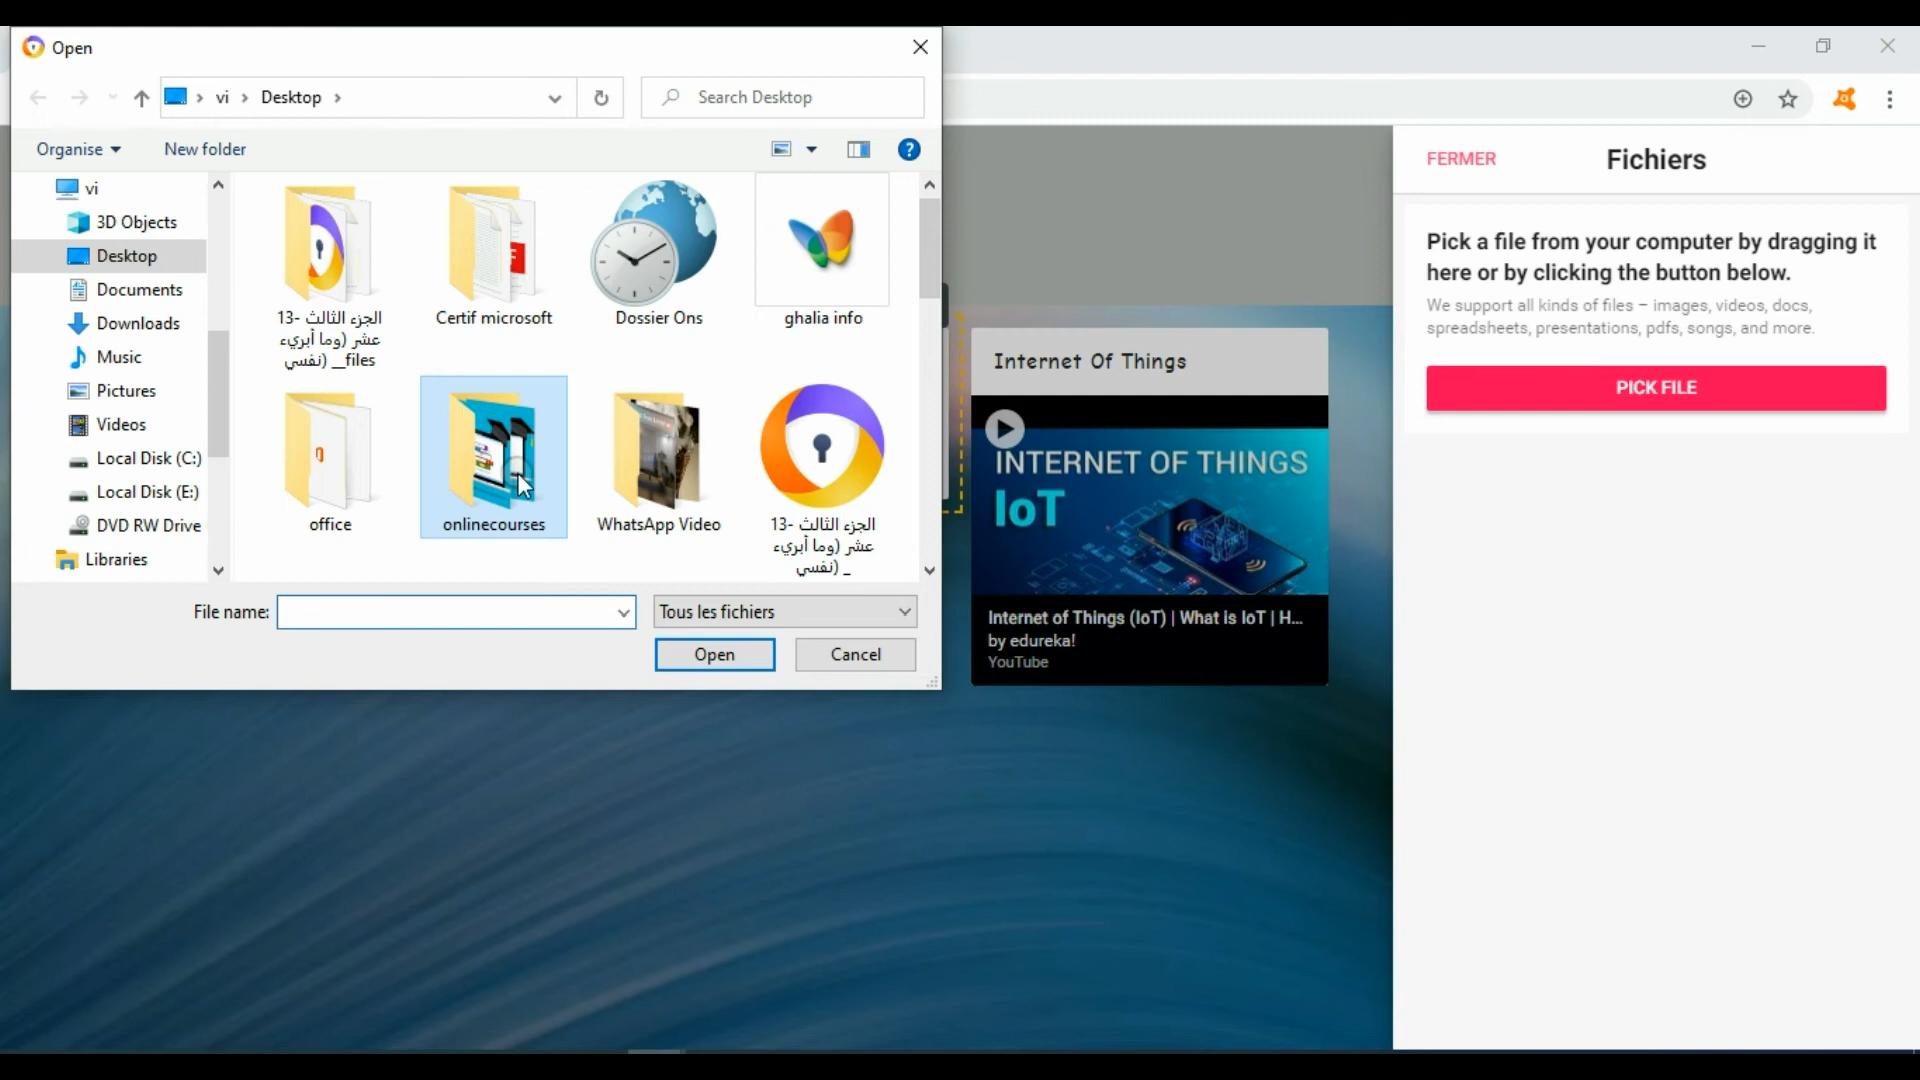 Open
vi
Desktop
Search Desktop
Organise
New folder
vi
3D Objects
Desktop
Documents
Downloads
Music
Pictures
Videos
Local Disk (C:)
Local Disk (E:)
DVD RW Drive
Libraries
الجزء الثالث -13
عشر (وما أبريء
نفسي) __files
Certif microsoft
Dossier Ons
ghalia info
office
onlinecourses
WhatsApp Video
الجزء الثالث -13
عشر (وما أبريء
نفسي) _
File name:
Tous les fichiers
Open
Cancel
Internet Of Things
INTERNET OF THINGS
IoT
Internet of Things (IoT) | What is IoT | H...
by edureka!
YouTube
FERMER
Fichiers
Pick a file from your computer by dragging it
here or by clicking the button below.
We support all kinds of files – images, videos, docs,
spreadsheets, presentations, pdfs, songs, and more.
PICK FILE